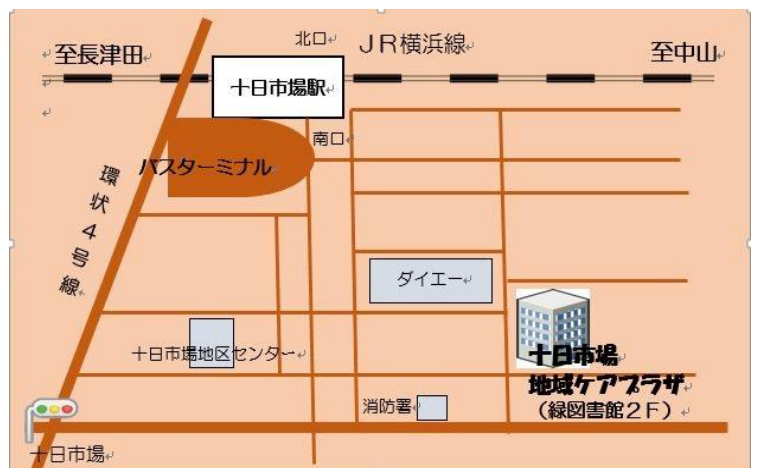 北口
JR横浜線
至長津田
至中山
十日市場駅
南口
バスターミナル
環状4号線
ダイエー
十日市場地区センター
十日市場
地域ケアプラザ
（緑図書館2F）
消防署
十日市場